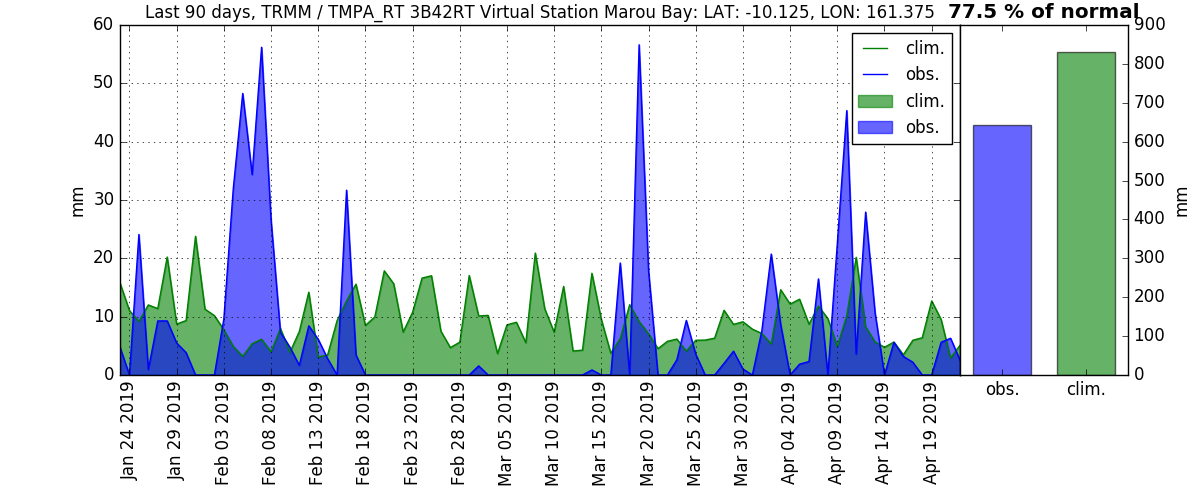 Last 90 days, TRMM / TMPA_RT 3B42RT Virtual Station Marou Bay: LAT: -10.125, LON: 161.375 77.5 % of normal
clim.
obs.
clim.
obs.
mm
60
50
40
30
20
10
0
Jan 24 2019
Jan 29 2019
Feb 03 2019
Feb 08 2019
Feb 13 2019
Feb 18 2019
Feb 23 2019
Feb 28 2019
Mar 05 2019
Mar 10 2019
Mar 15 2019
Mar 20 2019
Mar 25 2019
Mar 30 2019
Apr 04 2019
Apr 09 2019
Apr 14 2019
Apr 19 2019
900
800
700
600
500
400
300
200
100
0
mm
obs. clim.